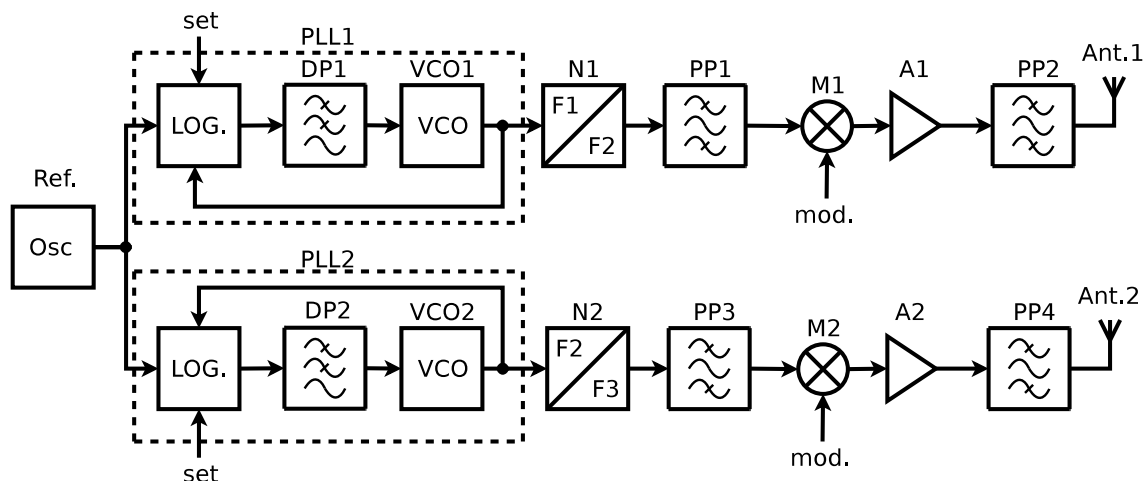 set
PLL1
DP1
VCO1
N1
PP1
M1
A1
PP2
Ant.1
LOG.
VCO
F1
F2
mod.
Ref.
Osc
PLL2
DP2
VCO2
N2
PP3
M2
A2
PP4
Ant.2
LOG.
VCO
F2
F3
mod.
set